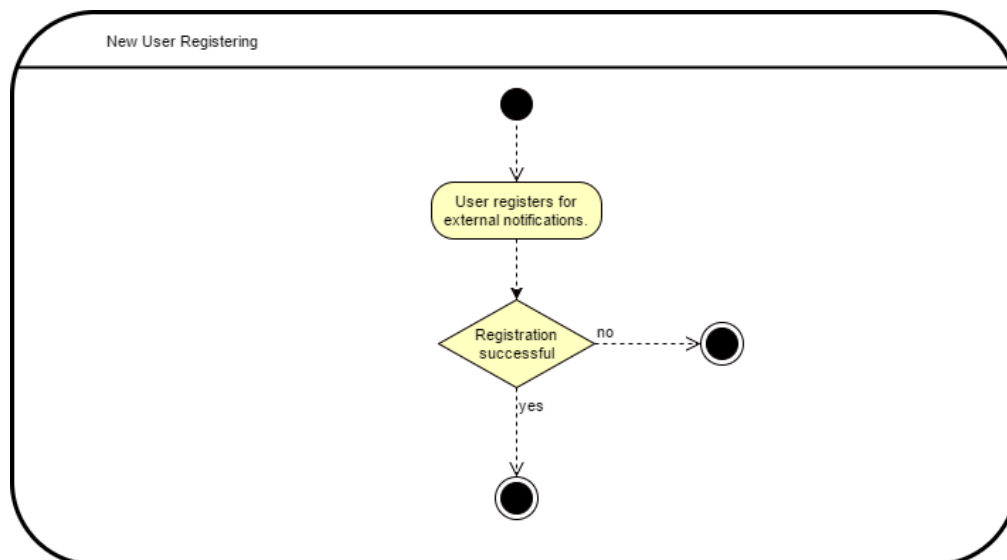 New User Registering
User registers for
external notifications.
Registration
successful
no
yes